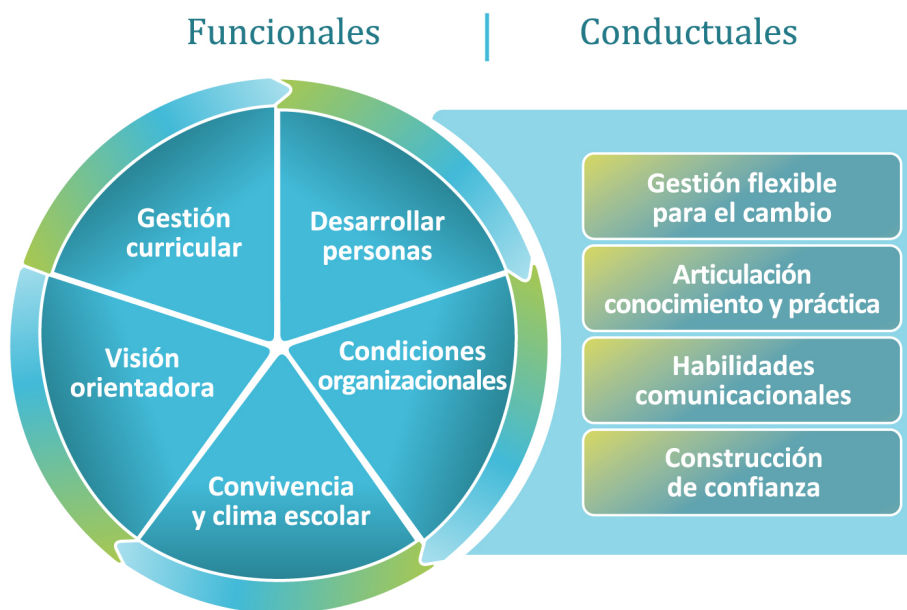 Funcionales
Conductuales
Gestión
curricular
Desarrollar
personas
Visión
orientadora
Condiciones
organizacionales
Convivencia
y clima escolar
Gestión flexible
para el cambio
Articulación
conocimiento y práctica
Habilidades
comunicacionales
Construcción
de confianza